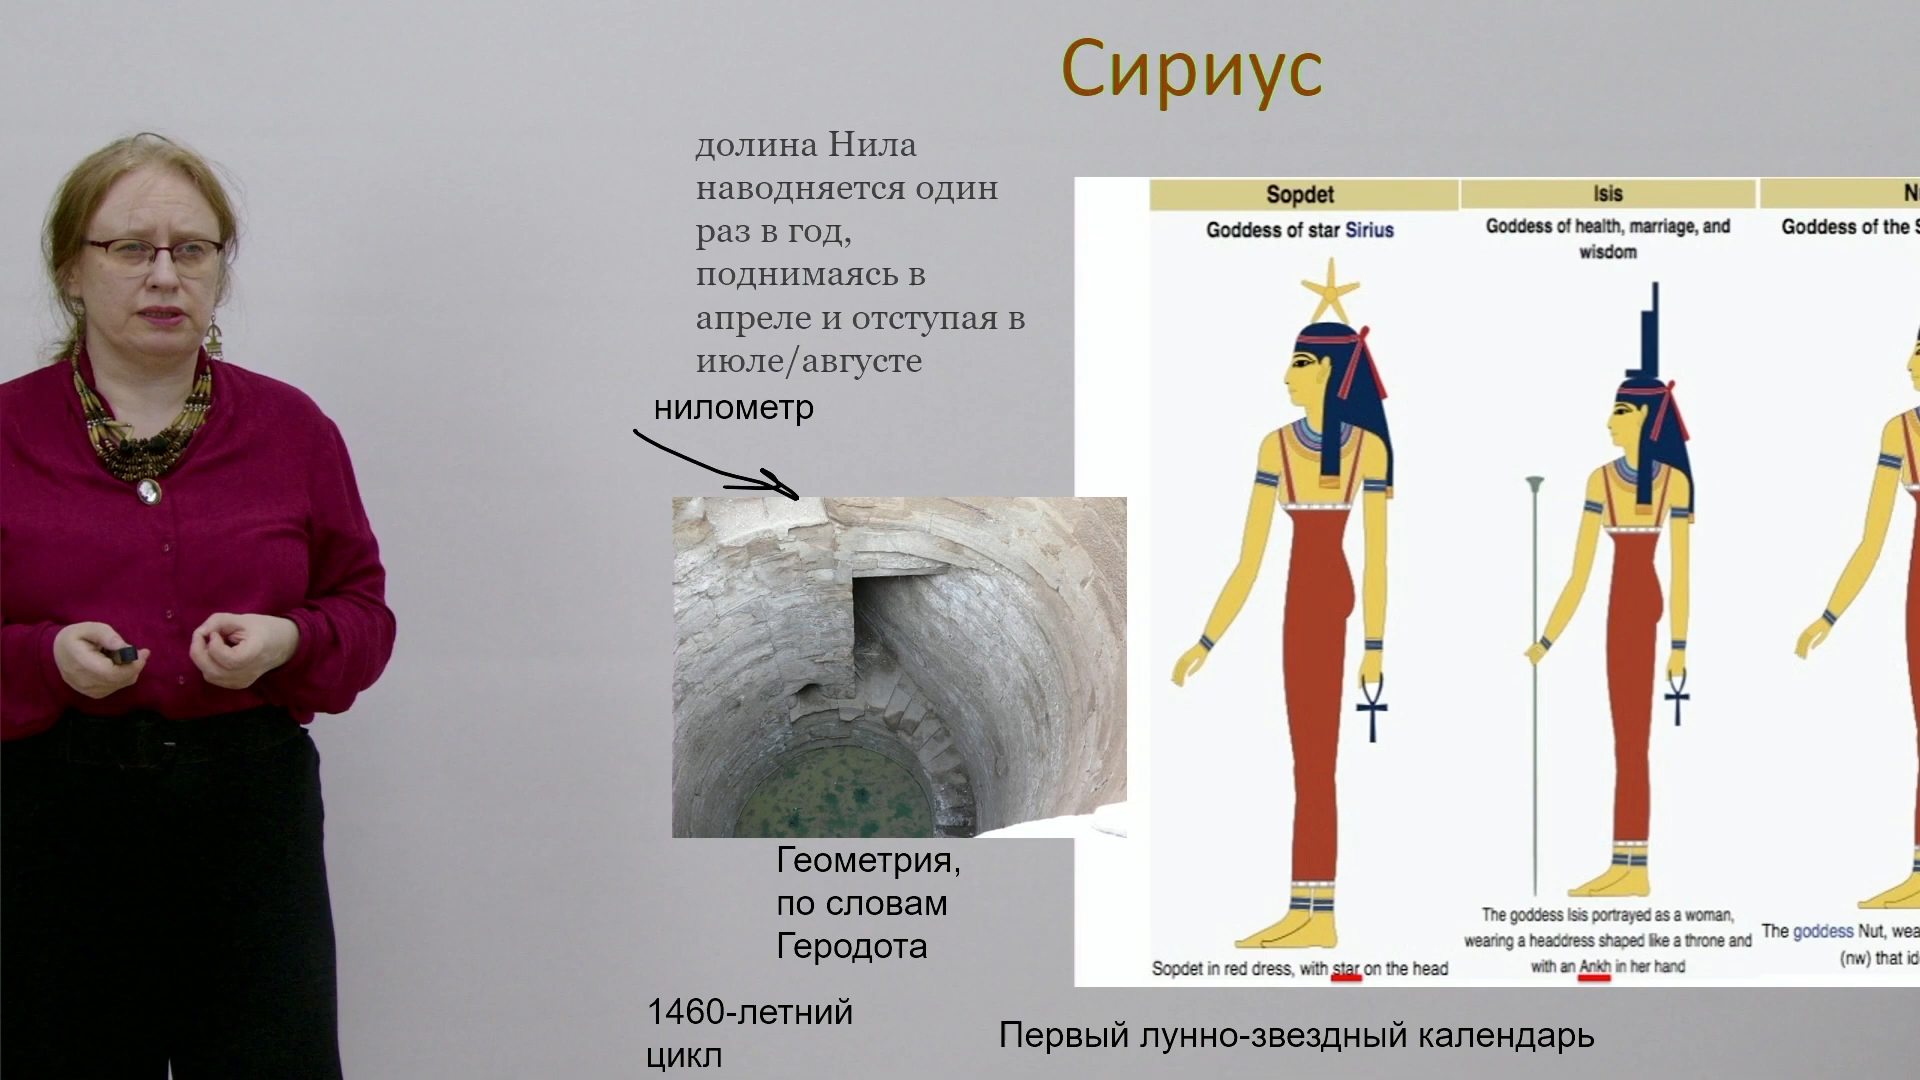 Сириус
долина Нила
наводняется один
раз в год,
поднимаясь в
апреле и отступая в
июле/августе
нилометр
Геометрия,
по словам
Геродота
1460-летний
цикл
Sopdet
Goddess of star Sirius
Sopdet in red dress, with star on the head
Isis
Goddess of health, marriage, and
wisdom
The goddess Isis portrayed as a woman,
wearing a headdress shaped like a throne and
with an Ankh in her hand
Goddess of the
The goddess Nut,
(nw) that
Первый лунно-звездный календарь